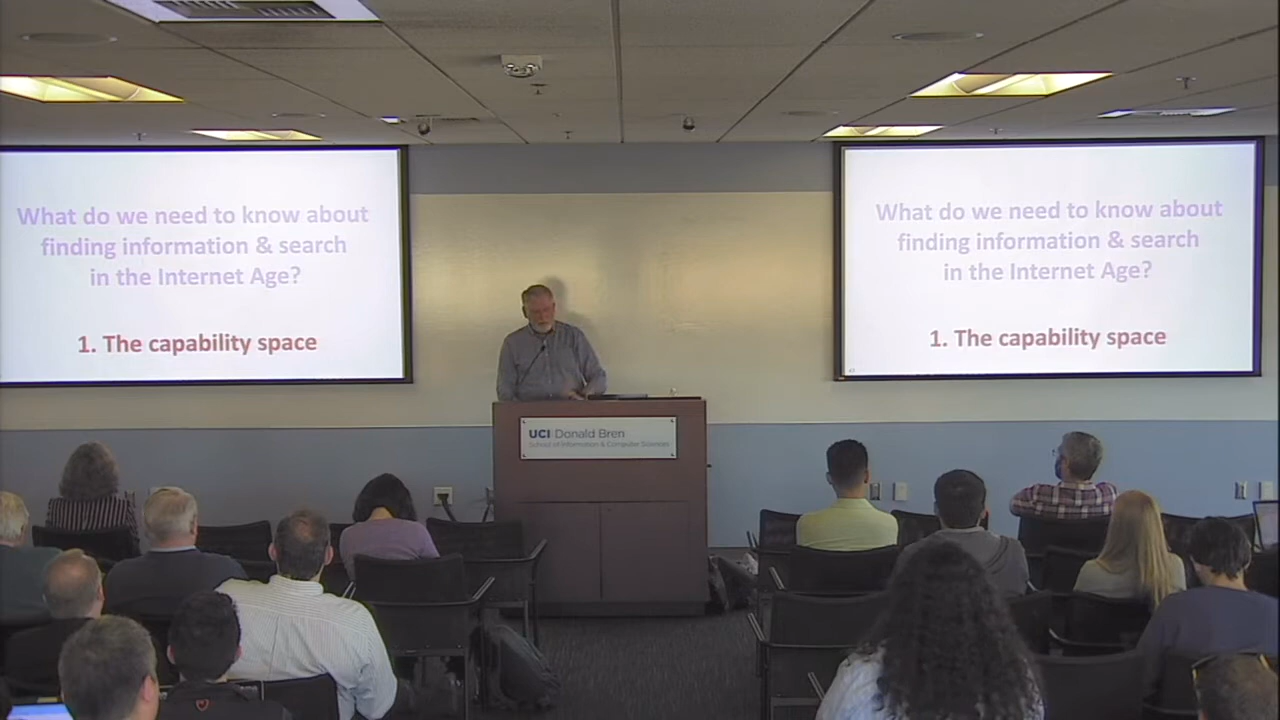 What do we need to know about
finding information & search
in the Internet Age?
1. The capability space
UCI Donald Bren
School of Information & Computer Sciences
What do we need to know about
finding information & search
in the Internet Age?
1. The capability space